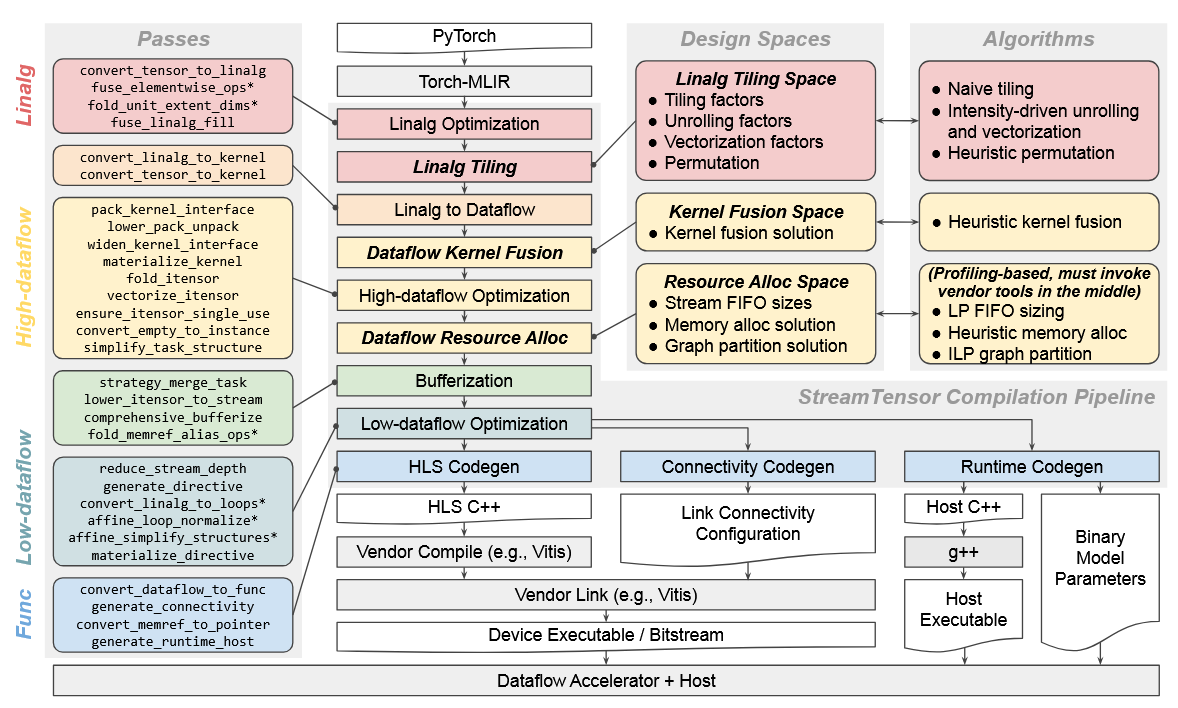 Passes
Linalg
convert_tensor_to_linalg
fuse_elementwise_ops*
fold_unit_extent_dims*
fuse_linalg_fill
convert_linalg_to_kernel
convert_tensor_to_kernel
High-dataflow
pack_kernel_interface
lower_pack_unpack
widen_kernel_interface
materialize_kernel
fold_itensor
vectorize_itensor
ensure_itensor_single_use
convert_empty_to_instance
simplify_task_structure
strategy_merge_task
lower_itensor_to_stream
comprehensive_bufferize
fold_memref_alias_ops*
Low-dataflow
reduce_stream_depth
generate_directive
convert_linalg_to_loops*
affine_loop_normalize*
affine_simplify_structures*
materialize_directive
Func
convert_dataflow_to_func
generate_connectivity
convert_memref_to_pointer
generate_runtime_host
PyTorch
Torch-MLIR
Linalg Optimization
Linalg Tiling
Linalg to Dataflow
Dataflow Kernel Fusion
High-dataflow Optimization
Dataflow Resource Alloc
Bufferization
Low-dataflow Optimization
Design Spaces
Linalg Tiling Space
● Tiling factors
● Unrolling factors
● Vectorization factors
● Permutation
Kernel Fusion Space
● Kernel fusion solution
Resource Alloc Space
● Stream FIFO sizes
● Memory alloc solution
● Graph partition solution
Algorithms
● Naive tiling
● Intensity-driven unrolling
and vectorization
● Heuristic permutation
● Heuristic kernel fusion
(Profiling-based, must invoke
vendor tools in the middle)
● LP FIFO sizing
● Heuristic memory alloc
● ILP graph partition
StreamTensor Compilation Pipeline
HLS Codegen
Connectivity Codegen
Runtime Codegen
HLS C++
Vendor Compile (e.g., Vitis)
Link Connectivity
Configuration
Host C++
g++
Host
Executable
Binary
Model
Parameters
Vendor Link (e.g., Vitis)
Device Executable / Bitstream
Dataflow Accelerator + Host